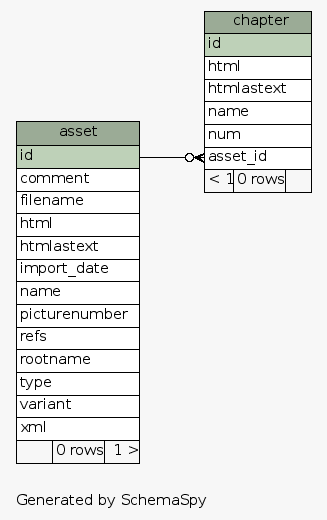 chapter
id
html
htmlastext
name
num
asset_id
< 1 0 rows
asset
id
comment
filename
html
htmlastext
import_date
name
picturenumber
refs
rootname
type
variant
xml
0 rows 1 >
Generated by SchemaSpy